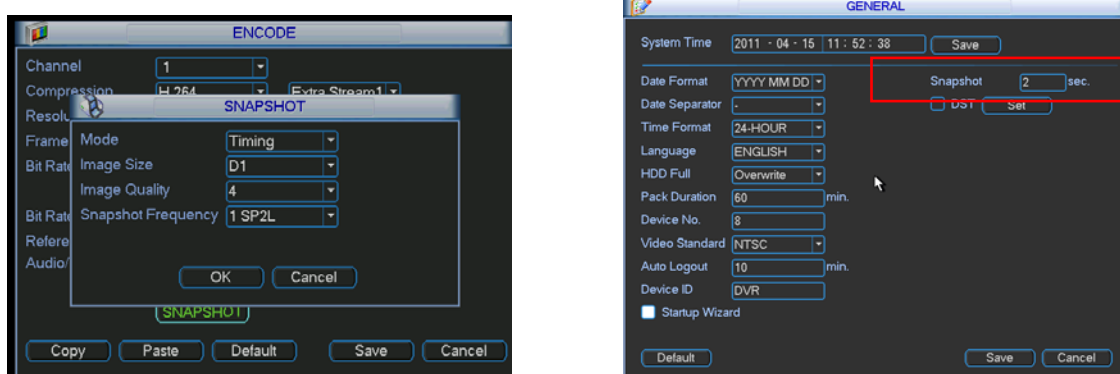 ENCODE
Channel 1
Compression H.264 Extra Stream1
SNAPSHOT
Mode Timing
Image Size D1
Image Quality 4
Snapshot Frequency 1 SP2L
OK Cancel
Frame
Bit Rate
Bit Rate
Audio/
SNAPSHOT
Copy Paste Default Save Cancel
GENERAL
System Time 2011 - 04 - 15 11 : 52 : 38 Save
Date Format YYYY MM DD Snapshot 2 sec.
Date Separator - DST Set
Time Format 24-HOUR
Language ENGLISH
HDD Full Overwrite
Pack Duration 60 min.
Device No. 8
Video Standard NTSC
Auto Logout 10 min.
Device ID DVR
Startup Wizard
Default Save Cancel